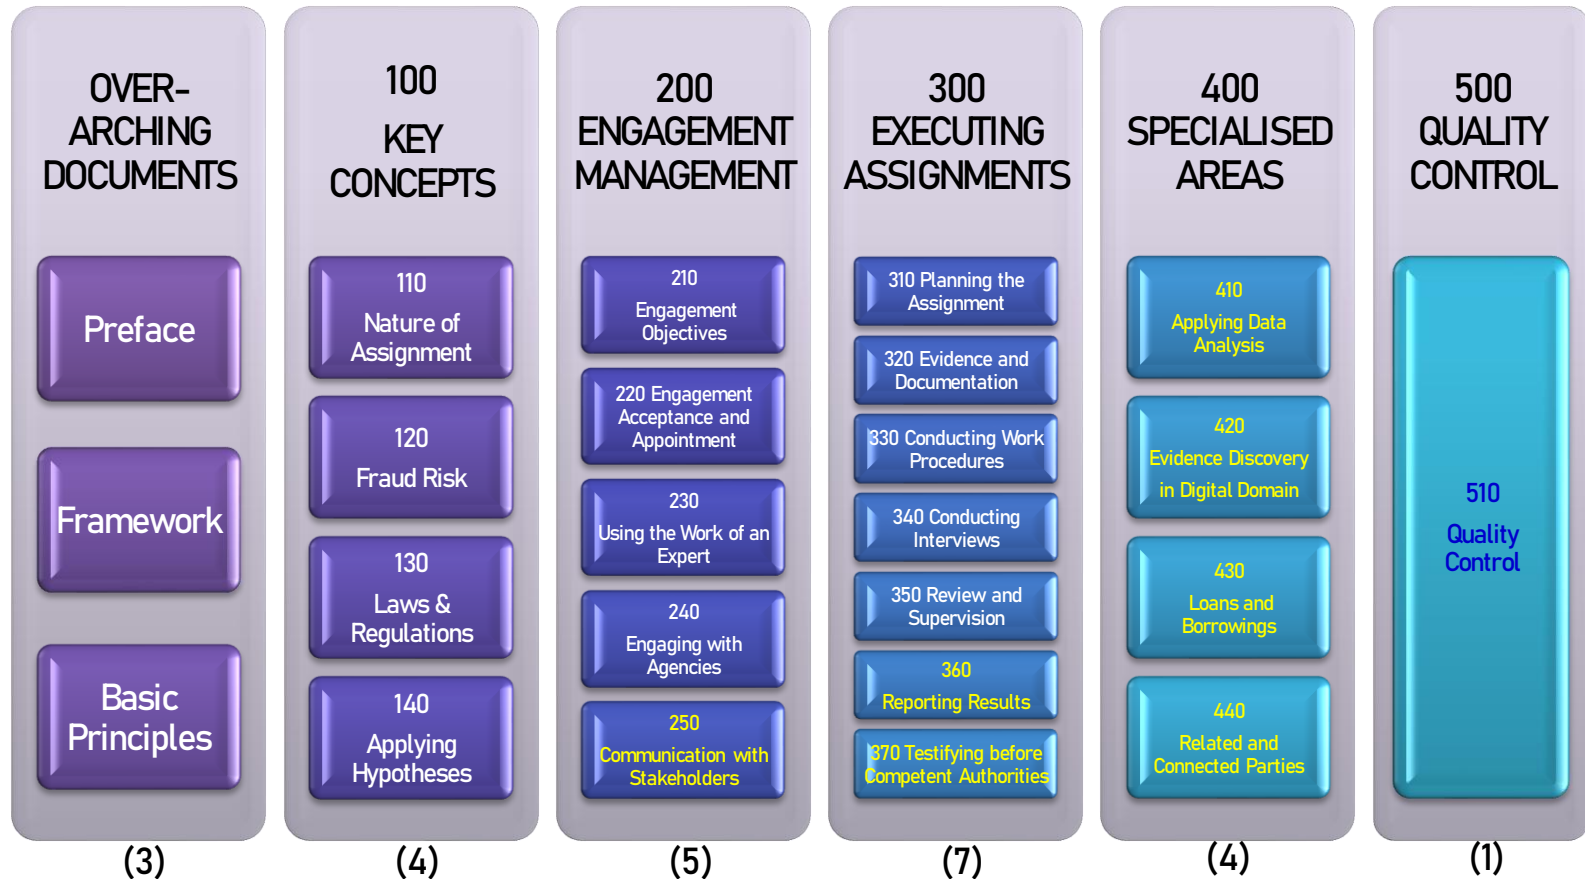 OVER-
ARCHING
DOCUMENTS
Preface
Framework
Basic
Principles
(3)
100
KEY
CONCEPTS
110
Nature of
Assignment
120
Fraud Risk
130
Laws &
Regulations
140
Applying
Hypotheses
(4)
200
ENGAGEMENT
MANAGEMENT
210
Engagement
Objectives
220 Engagement
Acceptance and
Appointment
230
Using the Work of an
Expert
240
Engaging with
Agencies
250
Communication with
Stakeholders
(5)
300
EXECUTING
ASSIGNMENTS
310 Planning the
Assignment
320 Evidence and
Documentation
330 Conducting Work
Procedures
340 Conducting
Interviews
350 Review and
Supervision
360
Reporting Results
370 Testifying before
Competent Authorities
(7)
400
SPECIALISED
AREAS
410
Applying Data
Analysis
420
Evidence Discovery
in Digital Domain
430
Loans and
Borrowings
440
Related and
Connected Parties
(4)
500
QUALITY
CONTROL
510
Quality
Control
(1)